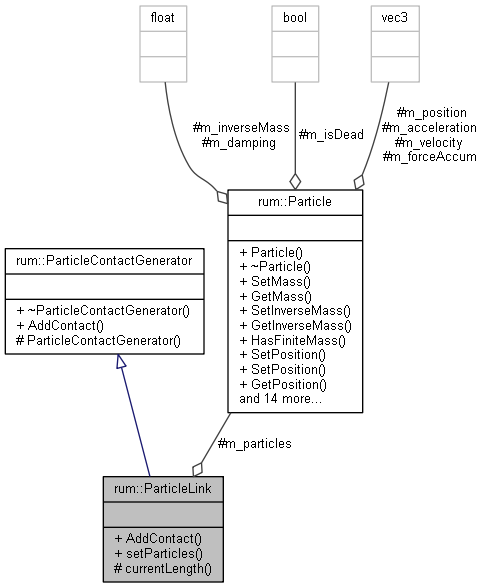 float
bool
vec3
#m_inverseMass
#m_damping
#m_isDead
#m_position
#m_acceleration
#m_velocity
#m_forceAccum
rum::Particle
+ Particle()
+ ~Particle()
+ SetMass()
+ GetMass()
+ SetInverseMass()
+ GetInverseMass()
+ HasFiniteMass()
+ SetPosition()
+ SetPosition()
+ GetPosition()
and 14 more...
rum::ParticleContactGenerator
+ ~ParticleContactGenerator()
+ AddContact()
# ParticleContactGenerator()
#m_particles
rum::ParticleLink
+ AddContact()
+ setParticles()
# currentLength()